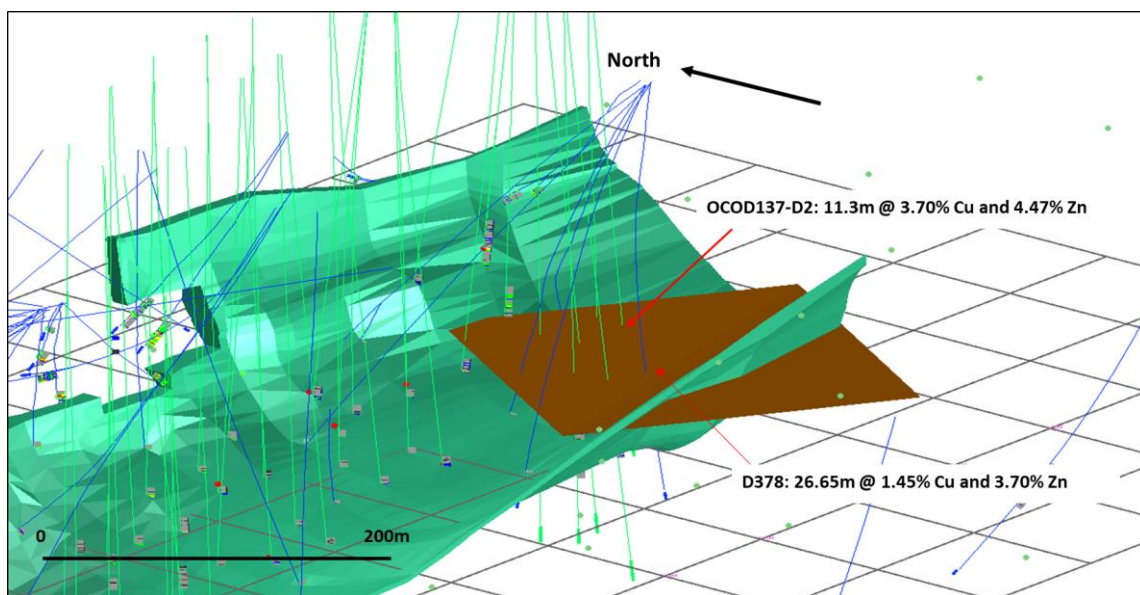 North
OCOD137-D2: 11.3m @ 3.70% Cu and 4.47% Zn
D378: 26.65m @ 1.45% Cu and 3.70% Zn
0
200m